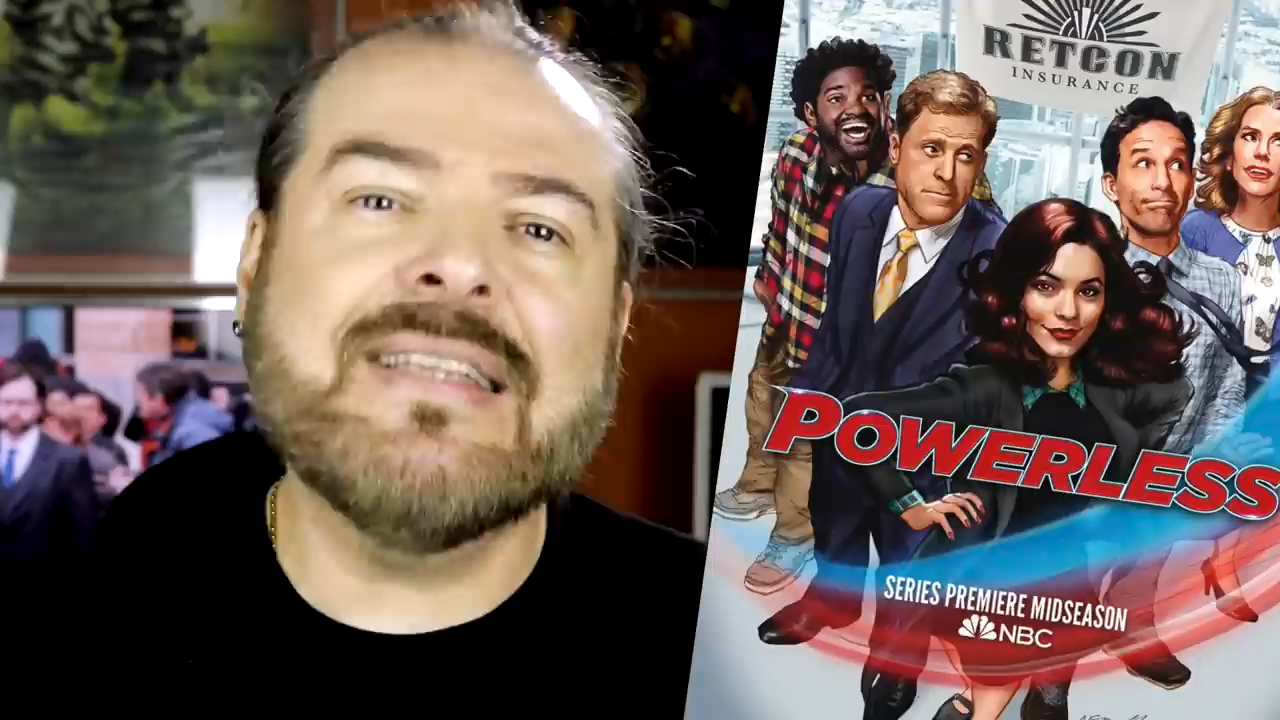 RETCON
INSURANCE
POWERLESS
SERIES PREMIERE MIDSEASON
NBC